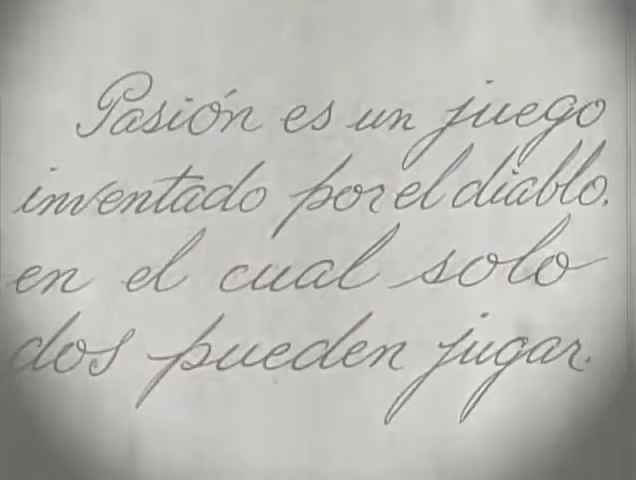 Pasión es un juego
inventado por el diablo.
en el cual solo
dos pueden jugar.